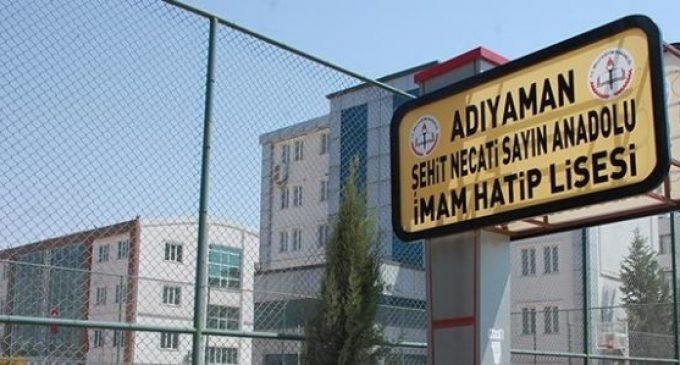 ADIYAMAN
ŞEHİT NECATİ SAYIN ANADOLU
İMAM HATİP LİSESİ